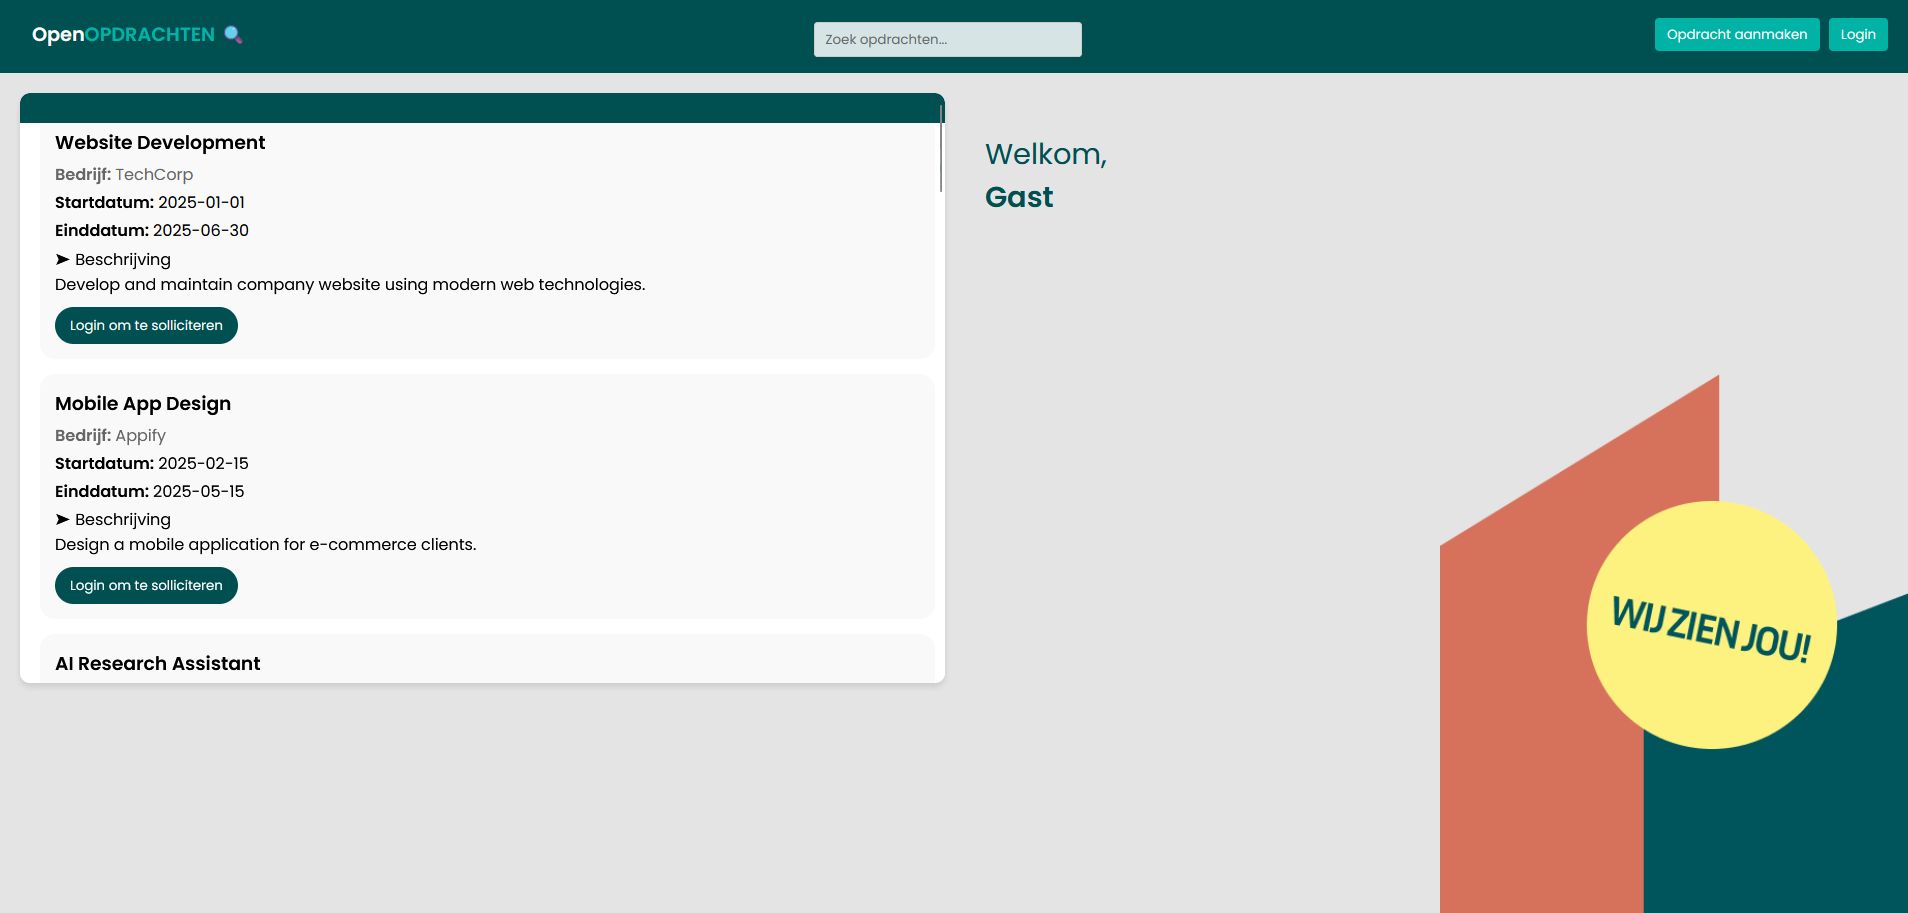 OpenOPDRACHTEN
Zoek opdrachten...
Opdracht aanmaken
Login
Website Development
Bedrijf: TechCorp
Startdatum: 2025-01-01
Einddatum: 2025-06-30
➤ Beschrijving
Develop and maintain company website using modern web technologies.
Login om te solliciteren
Mobile App Design
Bedrijf: Appify
Startdatum: 2025-02-15
Einddatum: 2025-05-15
➤ Beschrijving
Design a mobile application for e-commerce clients.
Login om te solliciteren
AI Research Assistant
Welkom,
Gast
WIJ ZIEN JOU!